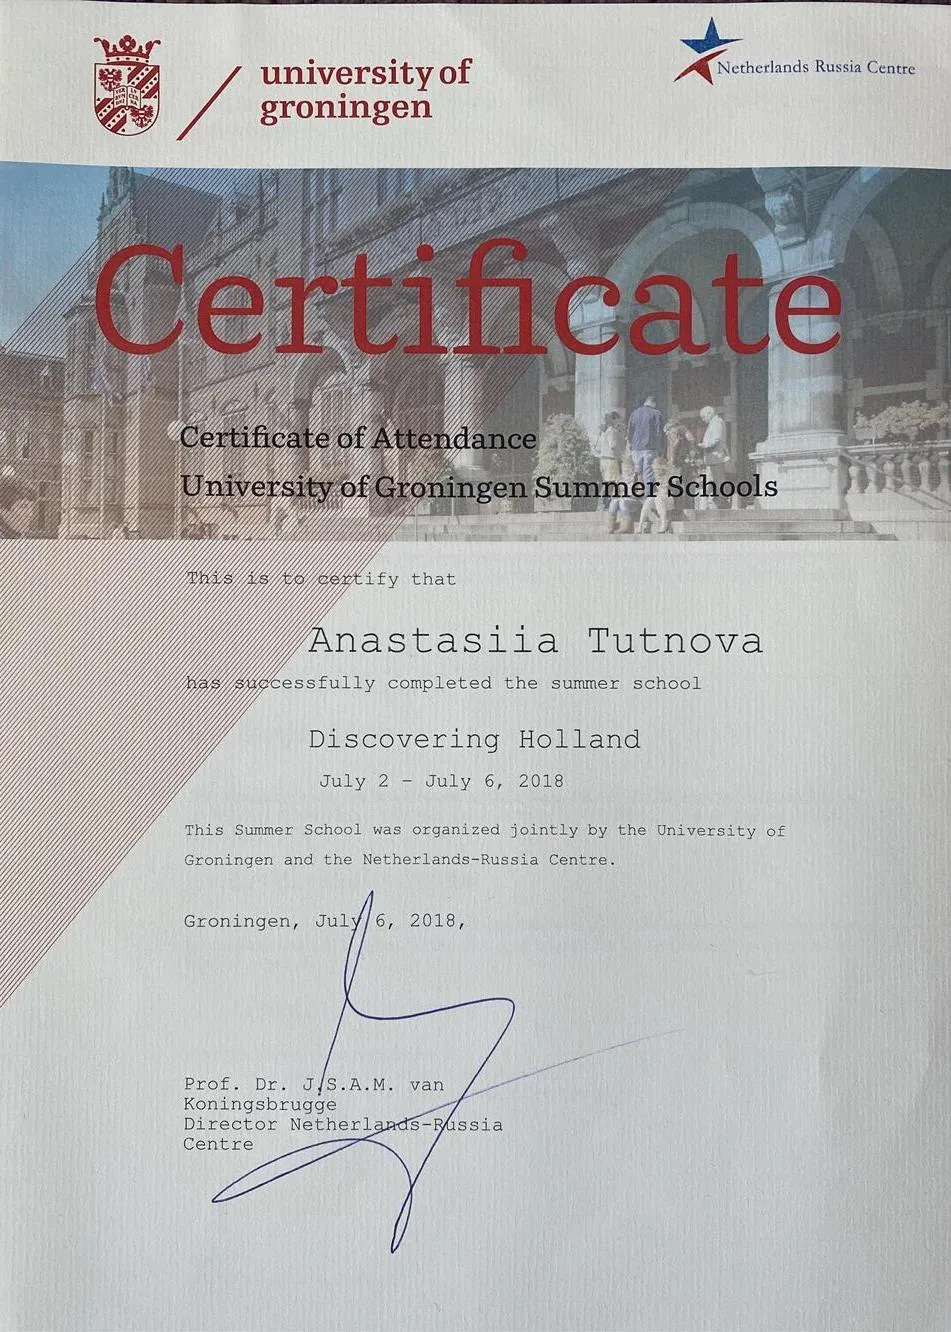 university of
groningen
Netherlands Russia Centre
Certificate
Certificate of Attendance
University of Groningen Summer Schools
This is to certify that
Anastasiia Tutnova
has successfully completed the summer school
Discovering Holland
July 2 – July 6, 2018
This Summer School was organized jointly by the University of
Groningen and the Netherlands-Russia Centre.
Groningen, July 6, 2018,
Prof. Dr. J.S.A.M. van
Koningsbrugge
Director Netherlands-Russia
Centre